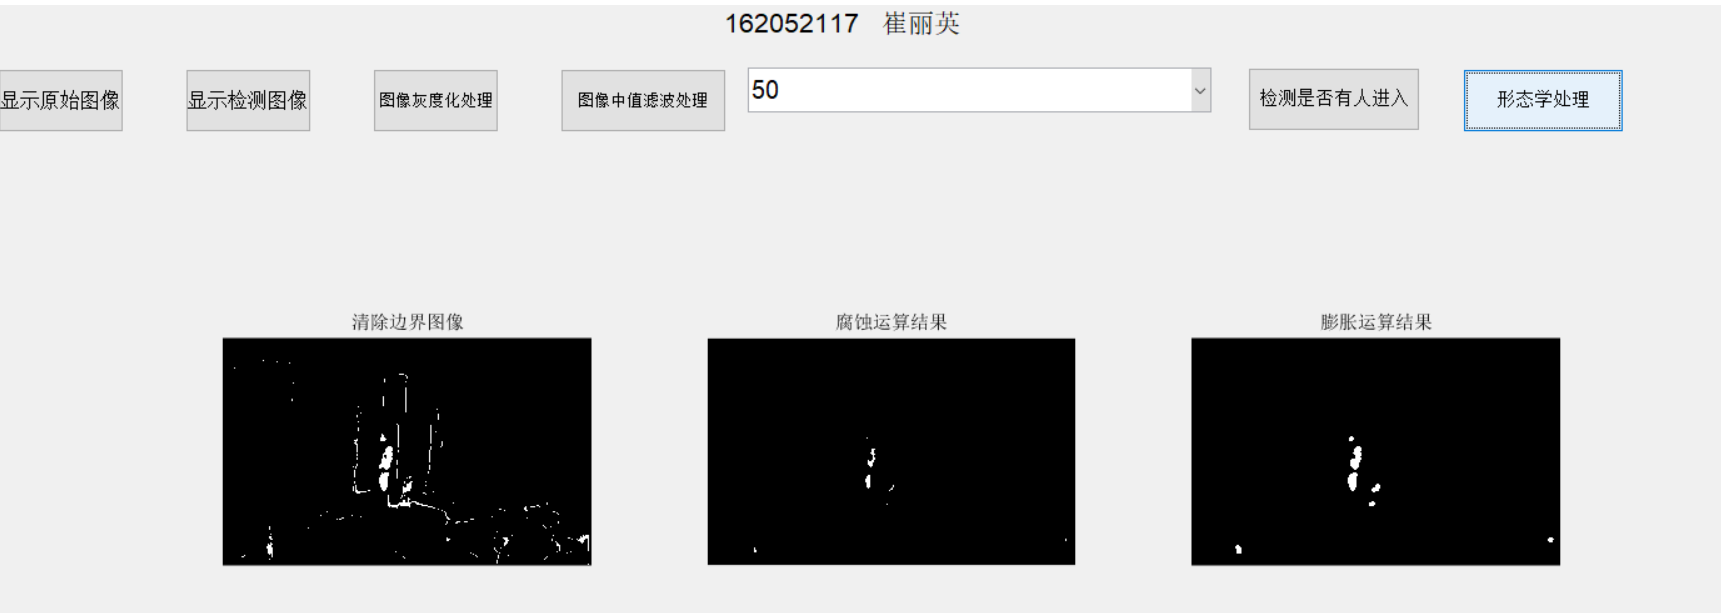 162052117 崔丽英
显示原始图像 显示检测图像 图像灰度化处理 图像中值滤波处理 50 检测是否有人进入 形态学处理
清除边界图像 腐蚀运算结果 膨胀运算结果